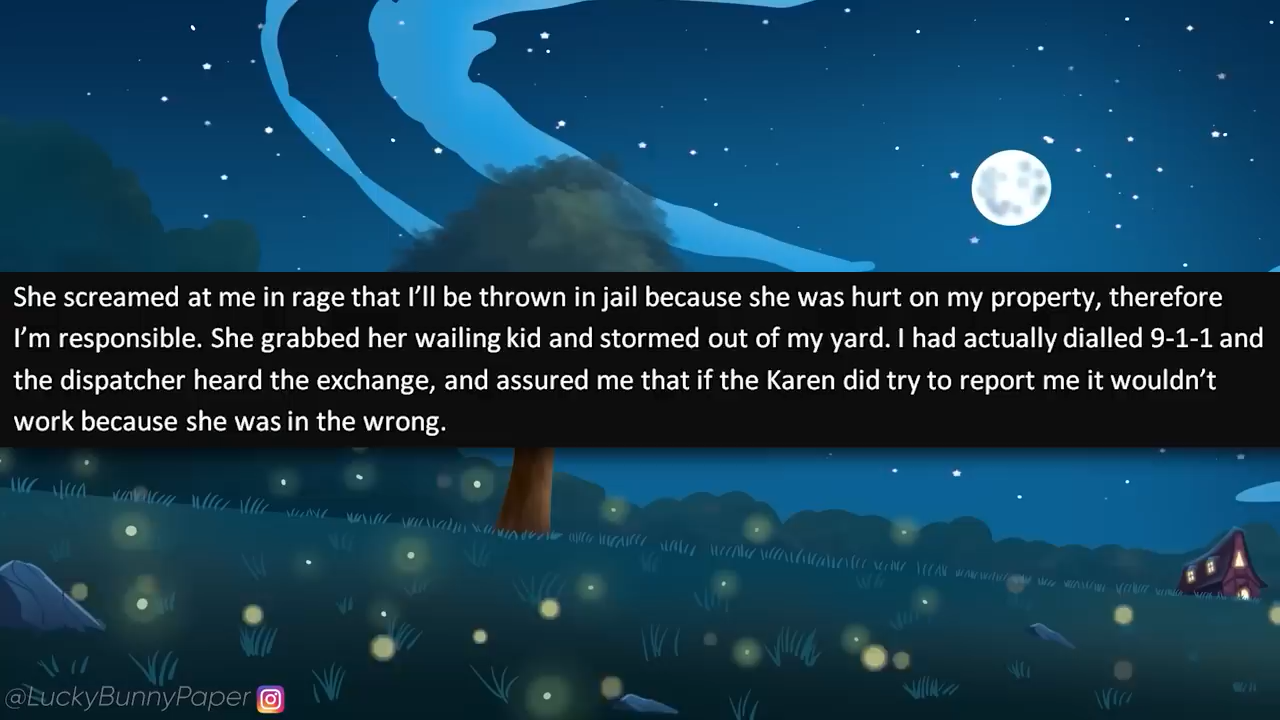 She screamed at me in rage that I’ll be thrown in jail because she was hurt on my property, therefore
I’m responsible. She grabbed her wailing kid and stormed out of my yard. I had actually dialled 9-1-1 and
the dispatcher heard the exchange, and assured me that if the Karen did try to report me it wouldn’t
work because she was in the wrong.
@LuckyBunnyPaper